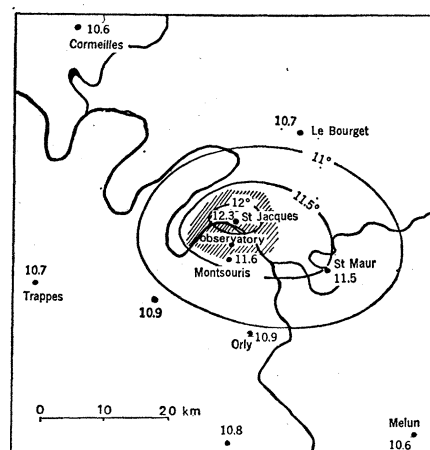 10.6
Cormeilles
10.7
Le Bourget
11°
11.5°
12°
12.3 St Jacques
observatory
11.6
Montsouris
St Maur
11.5
10.7
Trappes
10.9
10.9
Orly
0 10 20 km
10.8
Melun
10.6